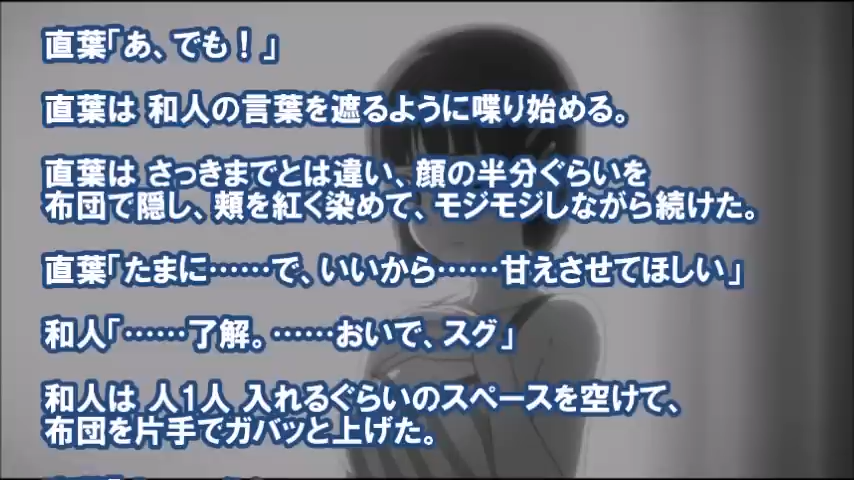 直葉「あ、でも！」
直葉は 和人の言葉を遮るように喋り始める。
直葉は さっきまでとは違い、顔の半分ぐらいを
布団で隠し、頬を紅く染めて、モジモジしながら続けた。
直葉「たまに……で、いいから……甘えさせてほしい」
和人「……了解。……おいで、スグ」
和人は 人1人 入れるぐらいのスペースを空けて、
布団を片手でガバッと上げた。